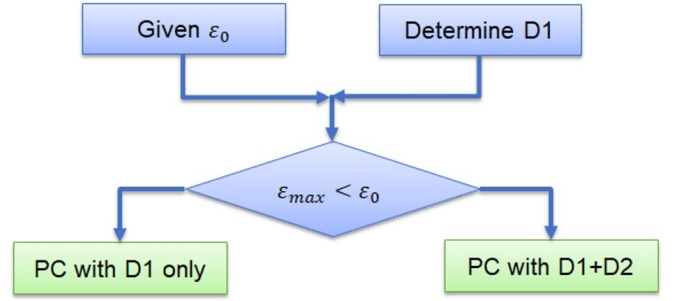 Given ε₀
Determine D1
εₘₐₓ < ε₀
PC with D1 only
PC with D1+D2